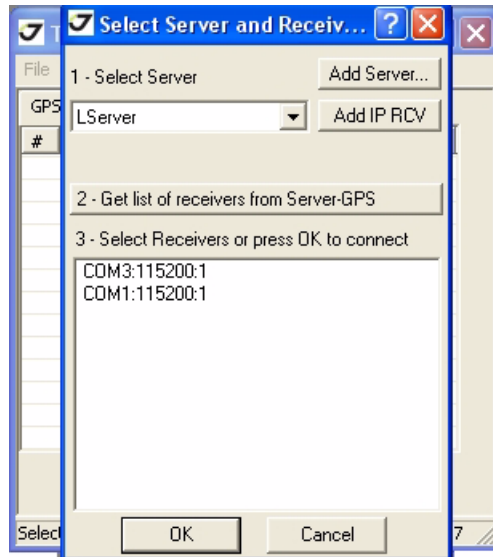 Select Server and Receiv...
T
File
1 - Select Server
Add Server...
GPS
LServer
Add IP RCV
#
2 - Get list of receivers from Server-GPS
3 - Select Receivers or press OK to connect
COM3:115200:1
COM1:115200:1
Select
OK
Cancel
7